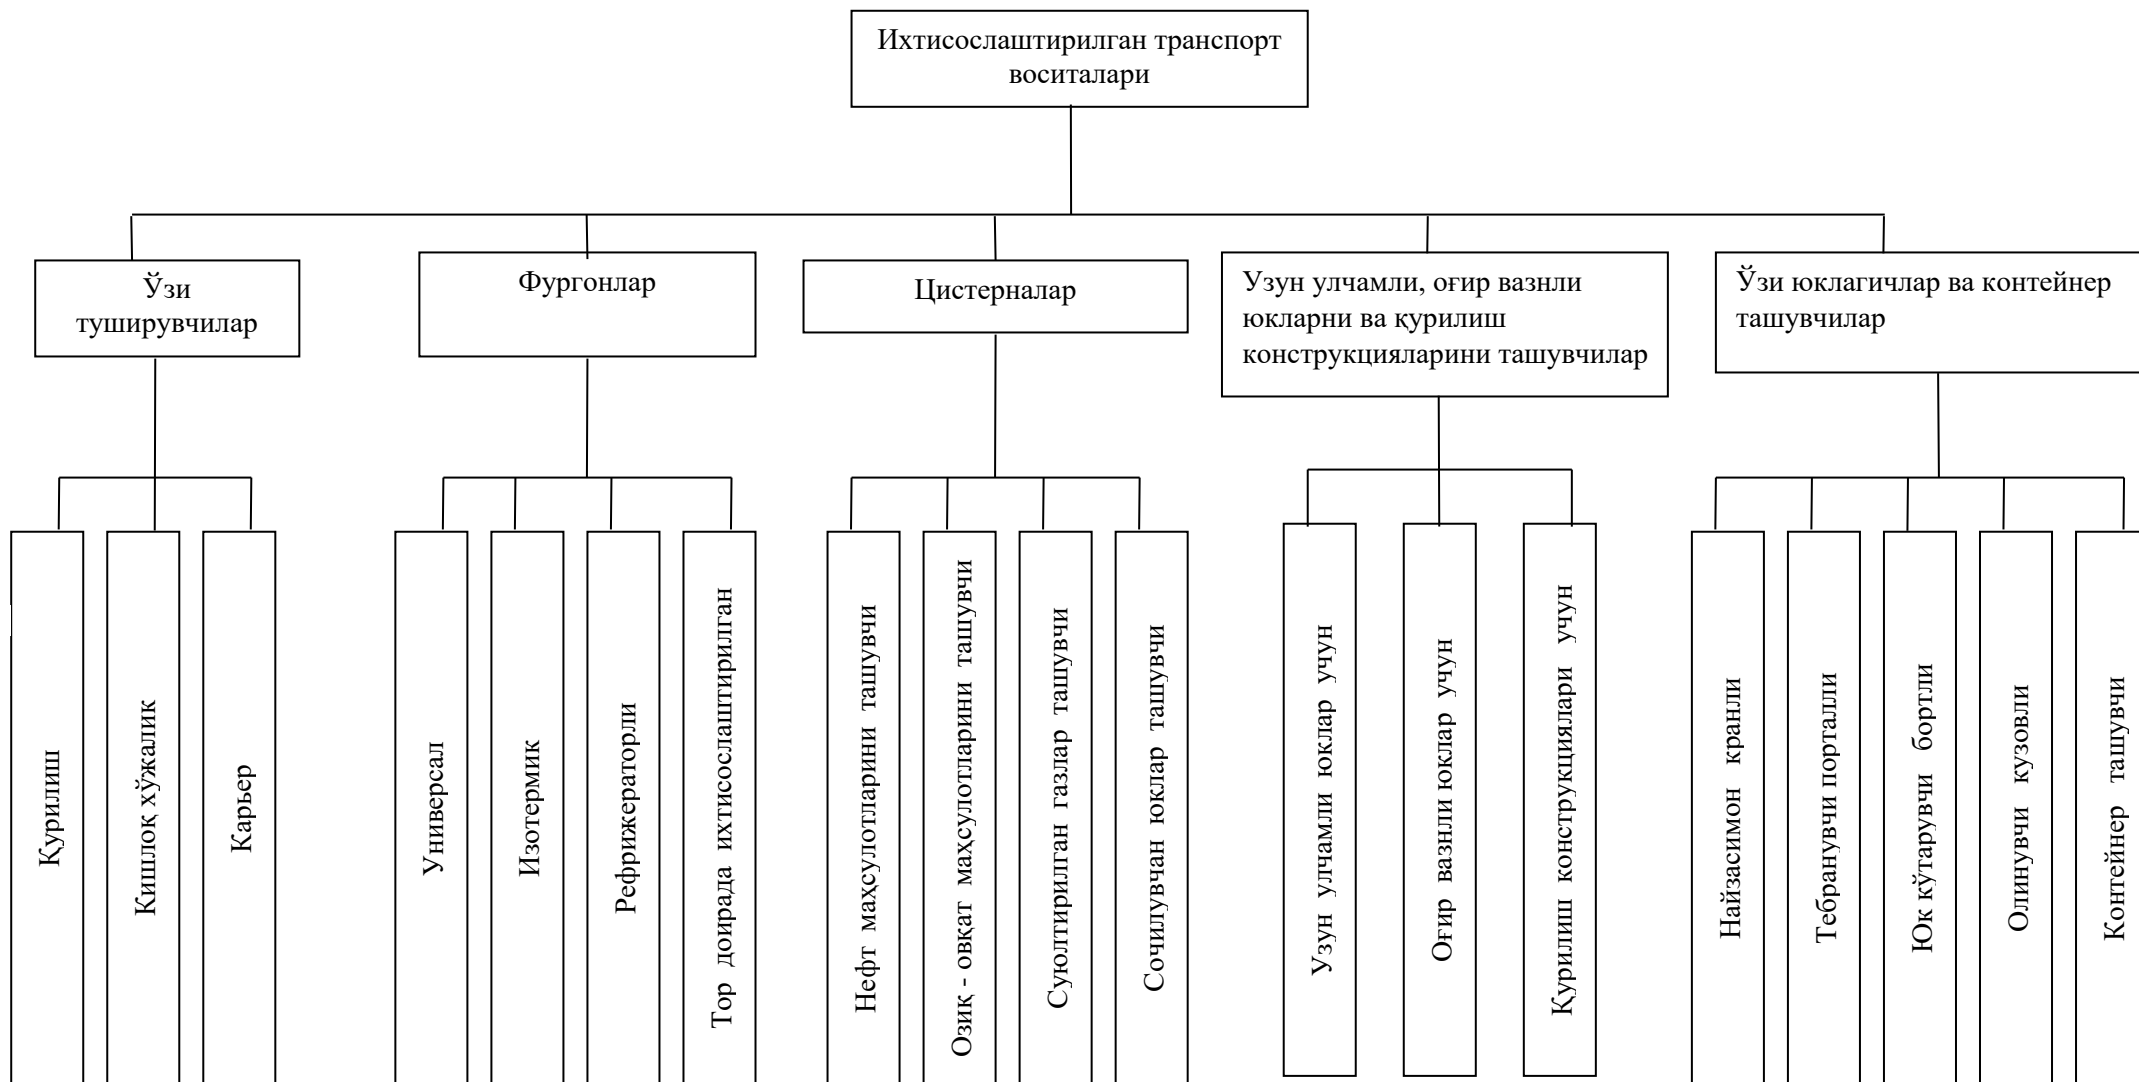 Ихтисослаштирилган транспорт
воситалари
Ўзи
туширувчилар
Фургонлар
Цистерналар
Узун улчамли, оғир вазнли
юкларни ва қурилиш
конструкцияларини ташувчилар
Ўзи юклагичлар ва контейнер
ташувчилар
Қурилиш
Кишлоқ хўжалик
Карьер
Универсал
Изотермик
Рефрижераторли
Тор доирада ихтисослаштирилган
Нефт маҳсулотларини ташувчи
Озиқ - овқат маҳсулотларини ташувчи
Суюлтирилган газлар ташувчи
Сочилувчан юклар ташувчи
Узун улчамли юклар учун
Оғир вазнли юклар учун
Қурилиш конструкциялари учун
Найзасимон кранли
Тебранувчи порталли
Юк кўтарувчи бортли
Олинувчи кузовли
Контейнер ташувчи